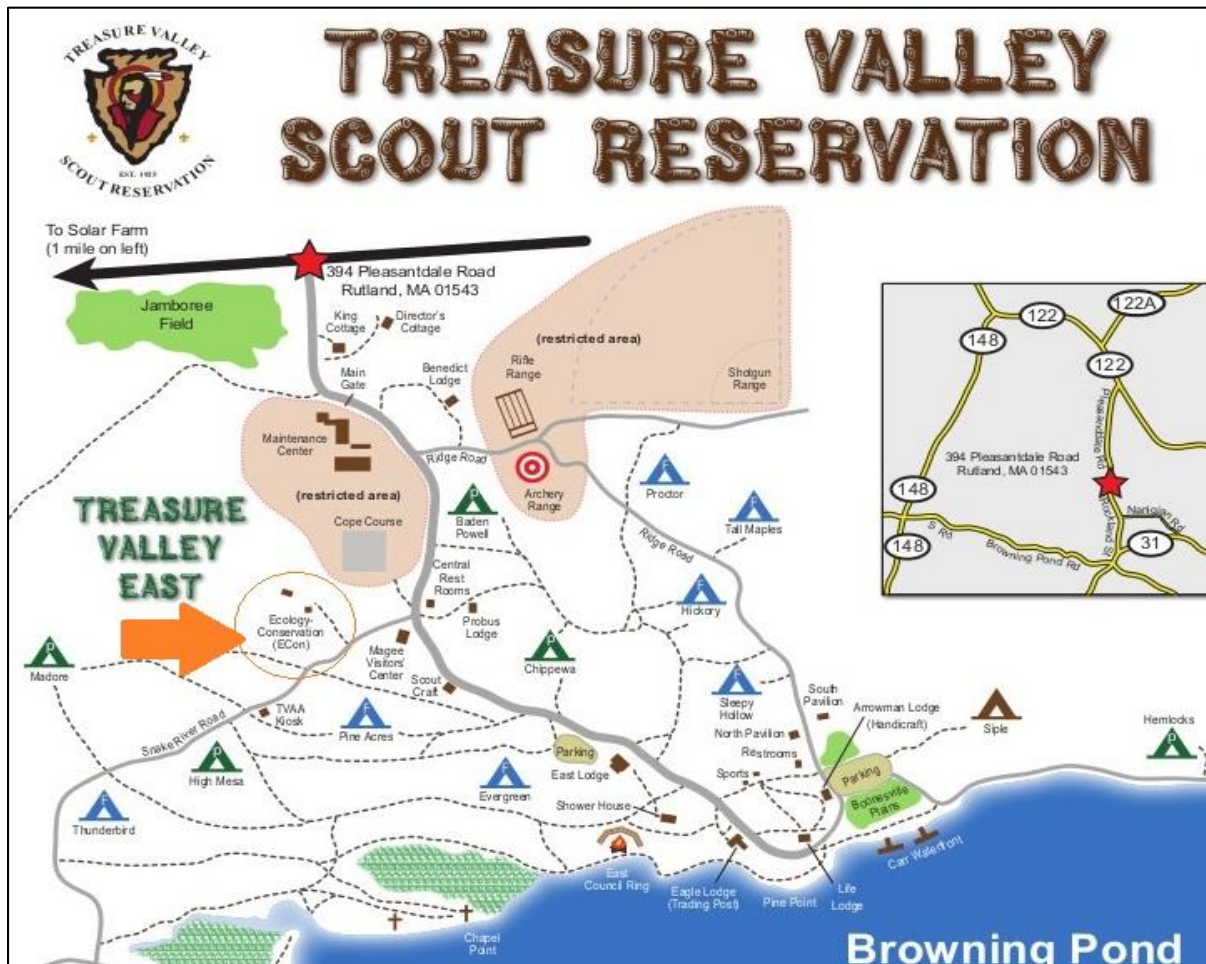 TREASURE VALLEY
SCOUT RESERVATION
EST. 1925
TREASURE VALLEY
SCOUT RESERVATION
To Solar Farm
(1 mile on left)
394 Pleasantdale Road
Rutland, MA 01543
Jamboree
Field
King
Cottage
Director's
Cottage
(restricted area)
Rifle
Range
Shotgun
Range
Main
Gate
Benedict
Lodge
Maintenance
Center
Ridge Road
(restricted area)
Archery
Range
Cope Course
P
Baden
Powell
F
Proctor
F
Tall Maples
Ridge Road
TREASURE
VALLEY
EAST
Central
Rest
Rooms
Probus
Lodge
F
Hickory
Ecology-
Conservation
(ECon)
Magee
Visitors'
Center
P
Chippewa
P
Madore
Scout
Craft
F
Sleepy
Hollow
South
Pavilion
Arrowman Lodge
(Handicraft)
Siple
P
Hemlocks
TVAA
Kiosk
F
Pine Acres
Snake River Road
North Pavilion
Restrooms
Parking
East Lodge
Sports
Parking
P
High Mesa
F
Evergreen
Shower House
Boonesville
Plains
F
Thunderbird
Carr Waterfront
East
Council Ring
Eagle Lodge
(Trading Post)
Pine Point
Life
Lodge
Chapel
Point
Browning Pond
122
122A
148
122
Pleasantdale Rd
394 Pleasantdale Road
Rutland, MA 01543
148
Rockland St
S Rd
148
Browning Pond Rd
31